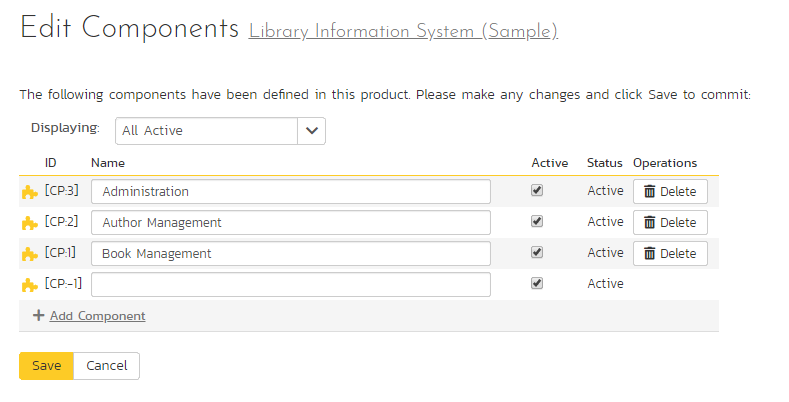 Edit Components Library Information System (Sample)
The following components have been defined in this product. Please make any changes and click Save to commit:
Displaying: All Active
ID Name Active Status Operations
[CP:3] Administration Active Delete
[CP:2] Author Management Active Delete
[CP:1] Book Management Active Delete
[CP:-1] Active
+ Add Component
Save Cancel